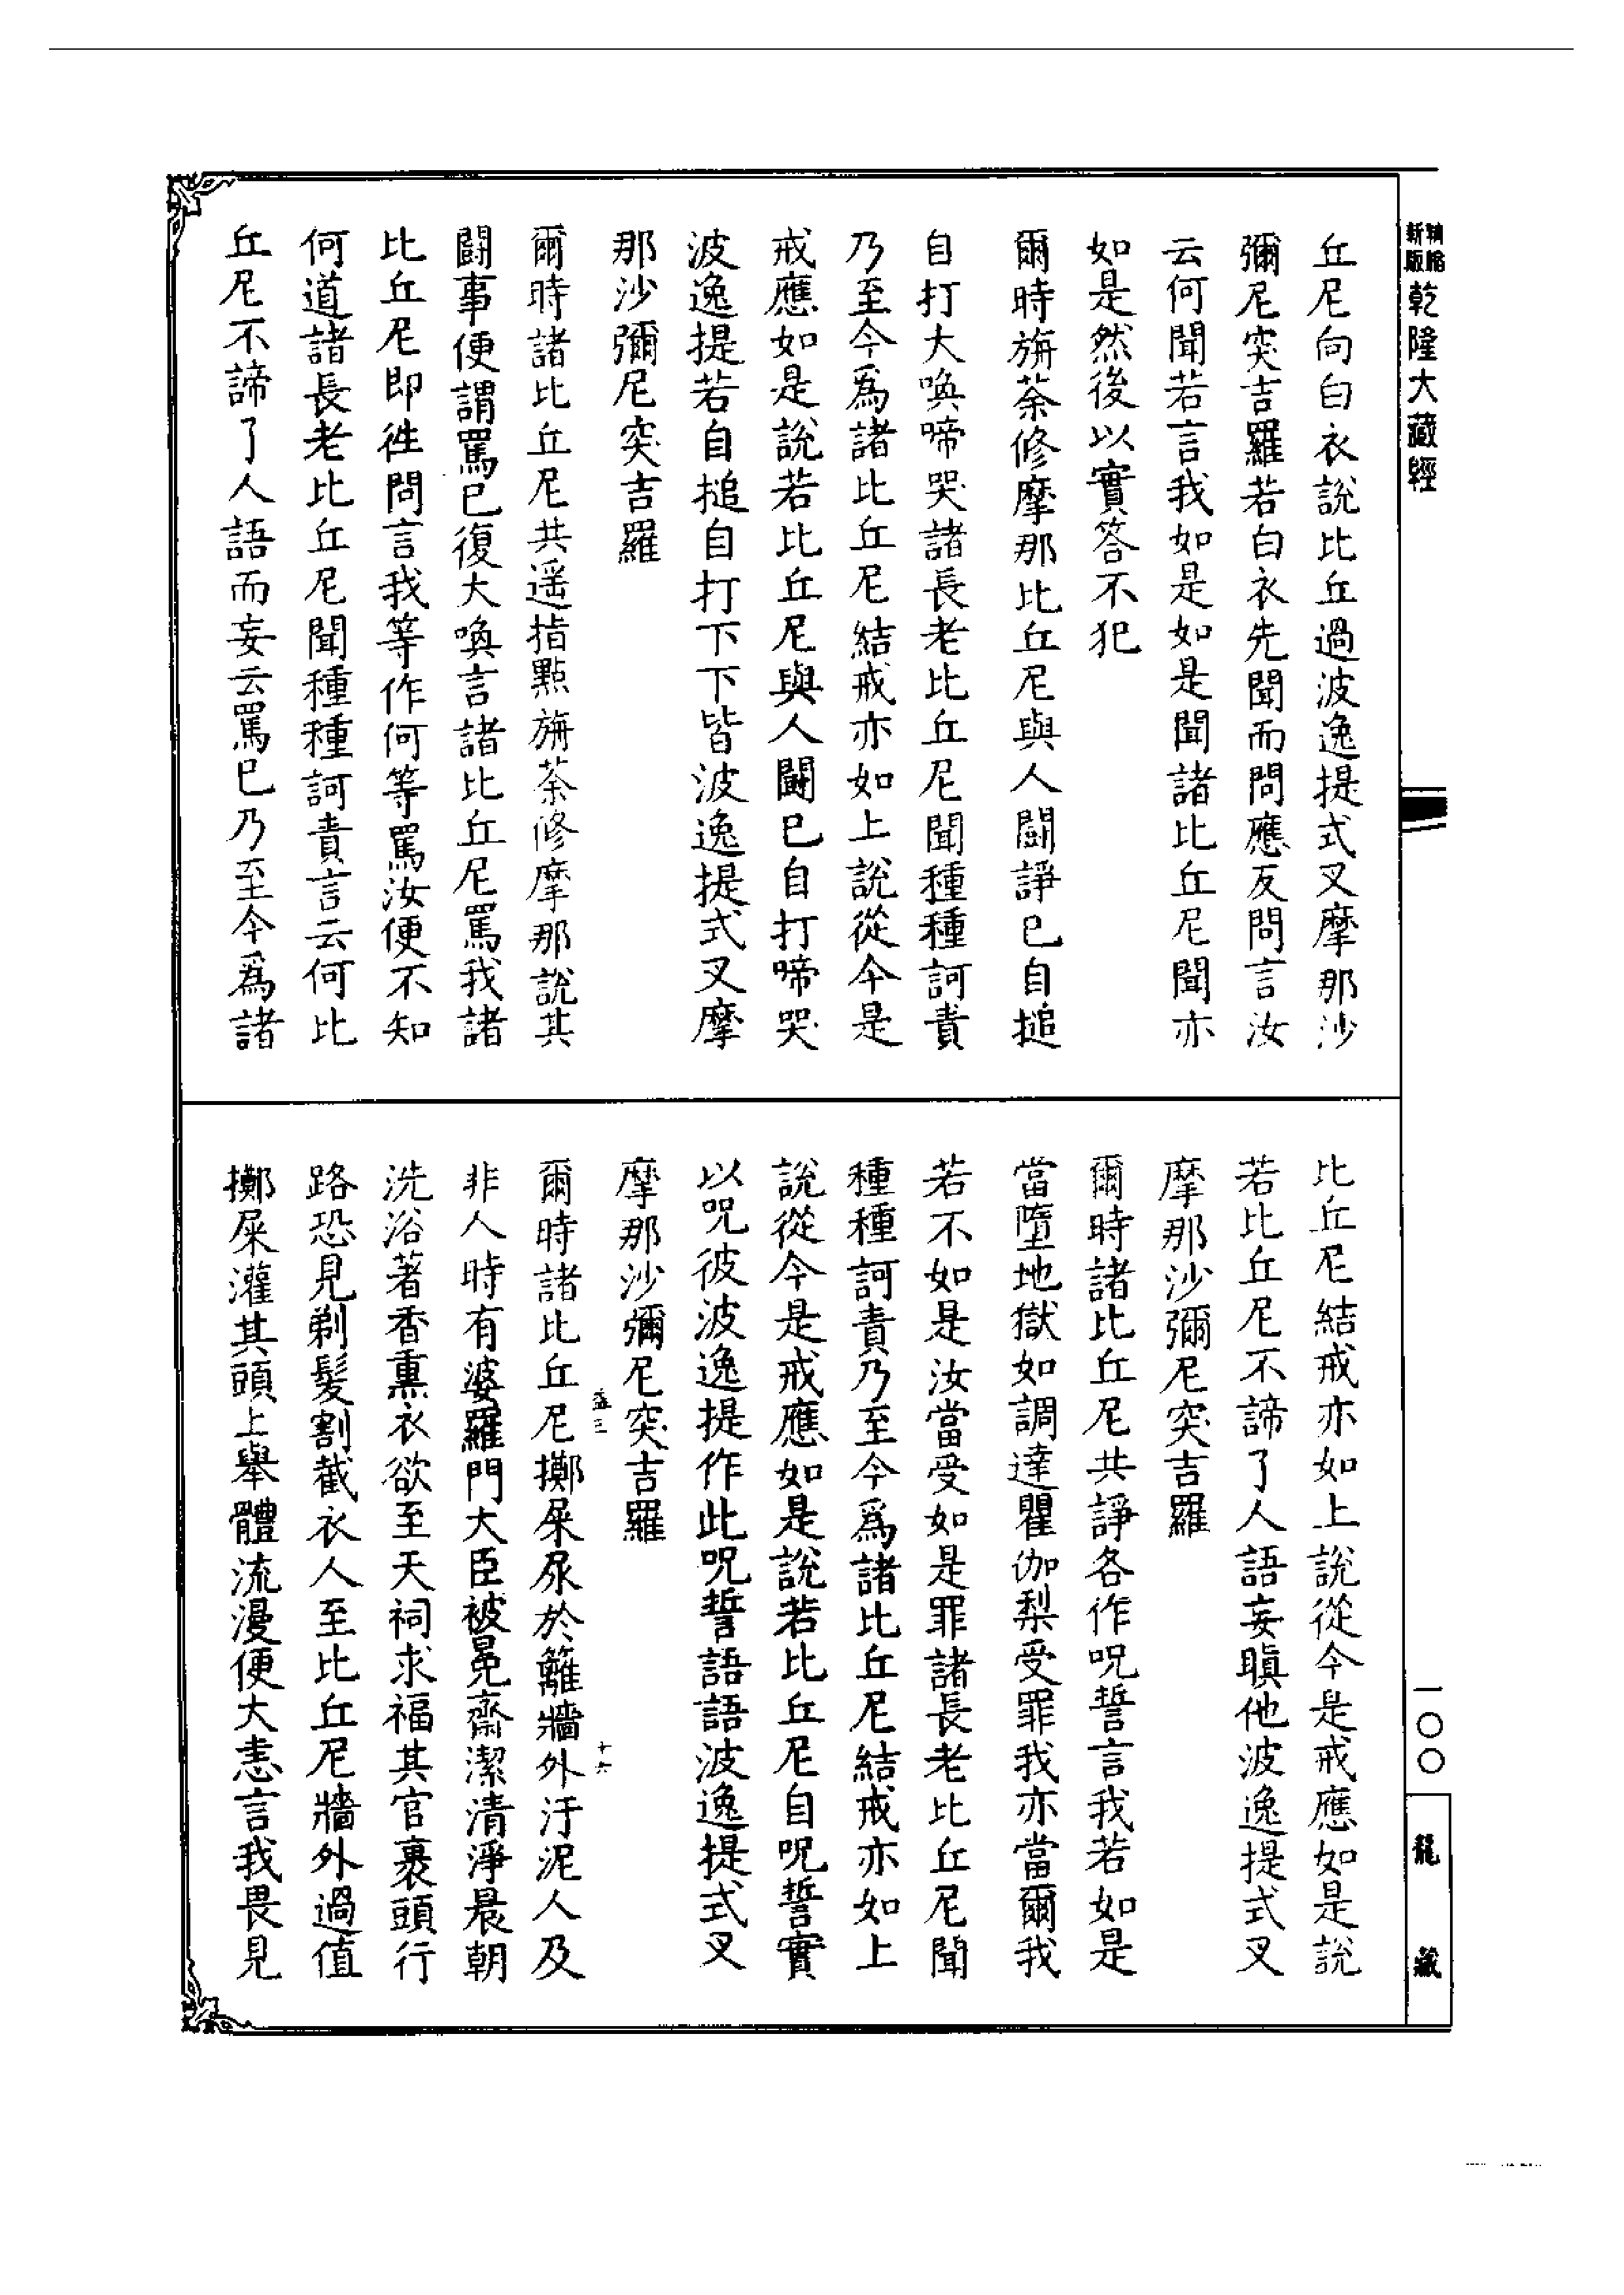 新版精縮乾隆大藏經
丘尼向白衣說比丘過波逸提式叉摩那沙
彌尼突吉羅若白衣先聞而問應反問言汝
云何聞若言我如是如是聞諸比丘尼聞亦
如是然後以實答不犯
爾時旃荼修摩那比丘尼與人鬪諍已自搥
自打大喚啼哭諸長老比丘尼聞種種訶責
乃至今爲諸比丘尼結戒亦如上說從今是
戒應如是說若比丘尼與人鬪已自打啼哭
波逸提若自搥自打下下皆波逸提式叉摩
那沙彌尼突吉羅
爾時諸比丘尼共遥指點旃荼修摩那說其
鬪事便謂罵已復大喚言諸比丘尼罵我諸
比丘尼即徃問言我等作何等罵汝便不知
何道諸長老比丘尼聞種種訶責言云何比
丘尼不諦了人語而妄云罵已乃至今爲諸
比丘尼結戒亦如上說從今是戒應如是說
若比丘尼不諦了人語妄瞋他波逸提式叉
摩那沙彌尼突吉羅
爾時諸比丘尼共諍各作呪誓言我若如是
當墮地獄如調達瞿伽梨受罪我亦當爾我
若不如是汝當受如是罪諸長老比丘尼聞
種種訶責乃至今爲諸比丘尼結戒亦如上
說從今是戒應如是說若比丘尼自呪誓實
以呪彼波逸提作此呪誓語語波逸提式叉
摩那沙彌尼突吉羅
益三
十六
爾時諸比丘尼擲屎尿於籬牆外汙泥人及
非人時有婆羅門大臣被冕齋潔清淨晨朝
洗浴著香熏衣欲至天祠求福其官裹頭行
路恐見剃髮割截衣人至比丘尼牆外過值
擲屎灌其頭上舉體流漫便大恚言我畏見
一〇〇
龍藏